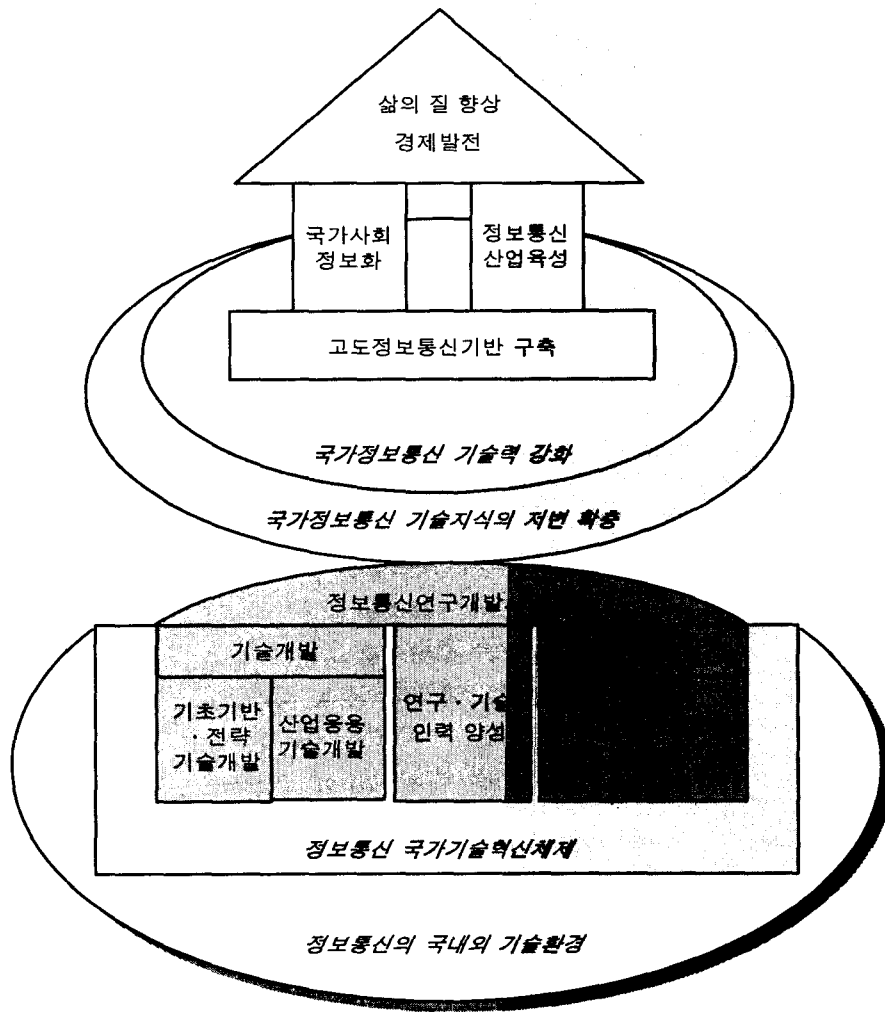 삶의 질 향상
경제발전
국가사회
정보화
정보통신
산업육성
고도정보통신기반 구축
국가정보통신 기술력 강화
국가정보통신 기술지식의 저변 확충
정보통신연구개발
기술개발
기초기반
· 전략
기술개발
산업응용
기술개발
연구 · 기술
인력 양성
정보통신 국가기술혁신체제
정보통신의 국내외 기술환경